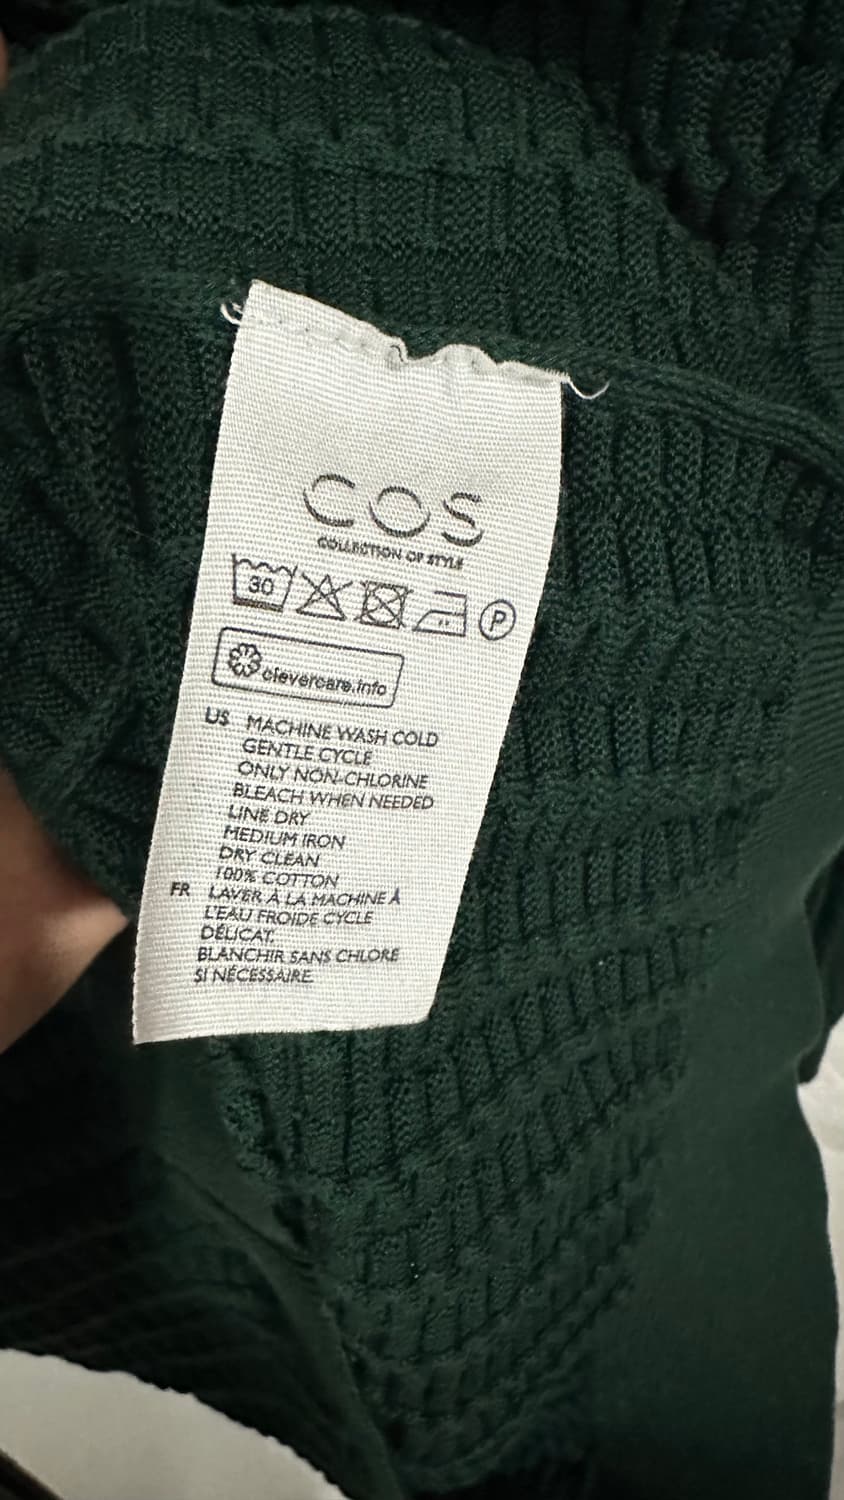 COS
COLLECTION OF STYLE
30 P
clevercare.info
US MACHINE WASH COLD
GENTLE CYCLE
ONLY NON-CHLORINE
BLEACH WHEN NEEDED
LINE DRY
MEDIUM IRON
DRY CLEAN
100% COTTON
FR LAVER À LA MACHINE À
L'EAU FROIDE CYCLE
DÉLICAT.
BLANCHIR SANS CHLORE
SI NÉCESSAIRE.